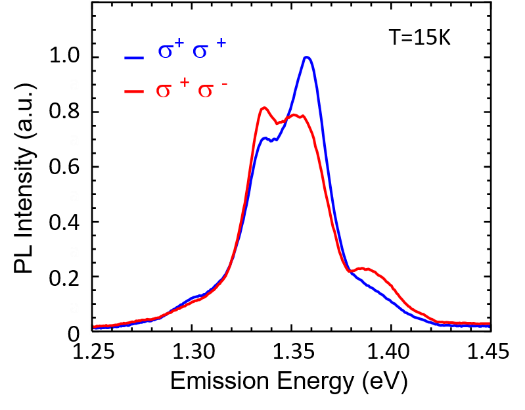 T=15K
σ+ σ+
σ+ σ-
PL Intensity (a.u.)
1.0
0.8
0.6
0.4
0.2
0
1.25 1.30 1.35 1.40 1.45
Emission Energy (eV)